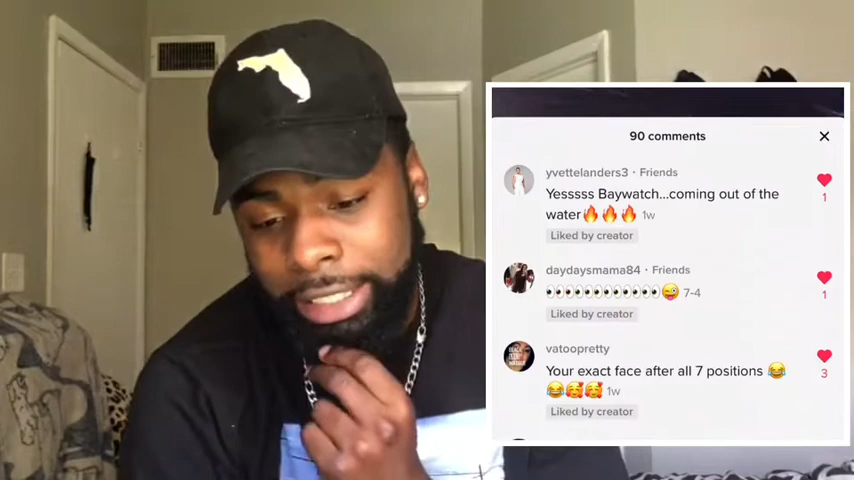 90 comments
yvettelanders3 · Friends
Yesssss Baywatch...coming out of the
water🔥🔥🔥 1w
Liked by creator
1
daydaysmama84 · Friends
👀👀👀👀👀👀👀👀👀👀👀👀😜 7-4
Liked by creator
1
vatoopretty
Your exact face after all 7 positions 😂
😂🥰🥰 1w
Liked by creator
3